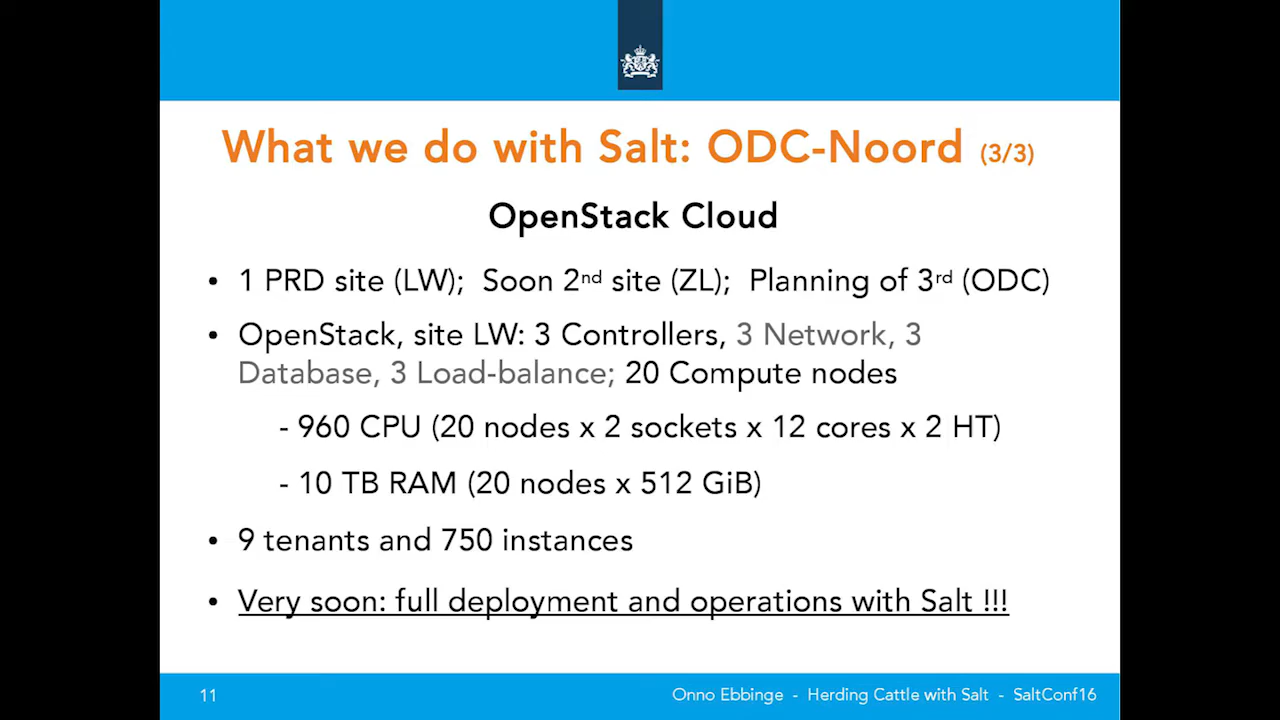 What we do with Salt: ODC-Noord (3/3)
OpenStack Cloud
• 1 PRD site (LW); Soon 2nd site (ZL); Planning of 3rd (ODC)
• OpenStack, site LW: 3 Controllers, 3 Network, 3
Database, 3 Load-balance; 20 Compute nodes
- 960 CPU (20 nodes x 2 sockets x 12 cores x 2 HT)
- 10 TB RAM (20 nodes x 512 GiB)
• 9 tenants and 750 instances
• Very soon: full deployment and operations with Salt !!!
11
Onno Ebbinge - Herding Cattle with Salt - SaltConf16